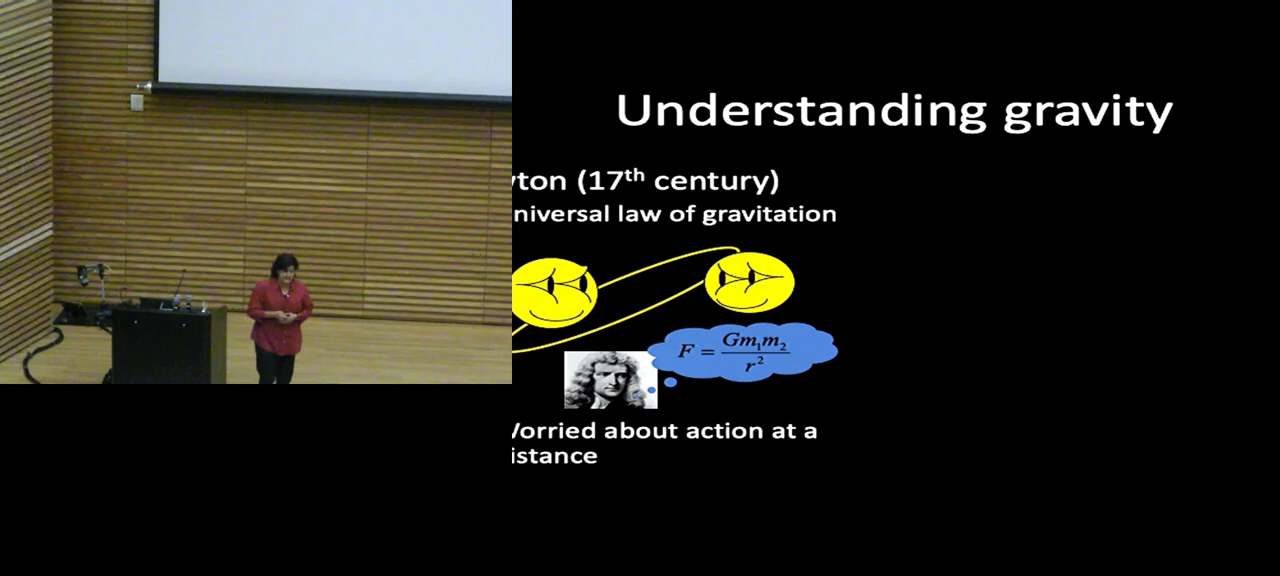 Understanding gravity
ton (17th century)
niversal law of gravitation
F = Gm₁m₂ / r²
orried about action at a
istance